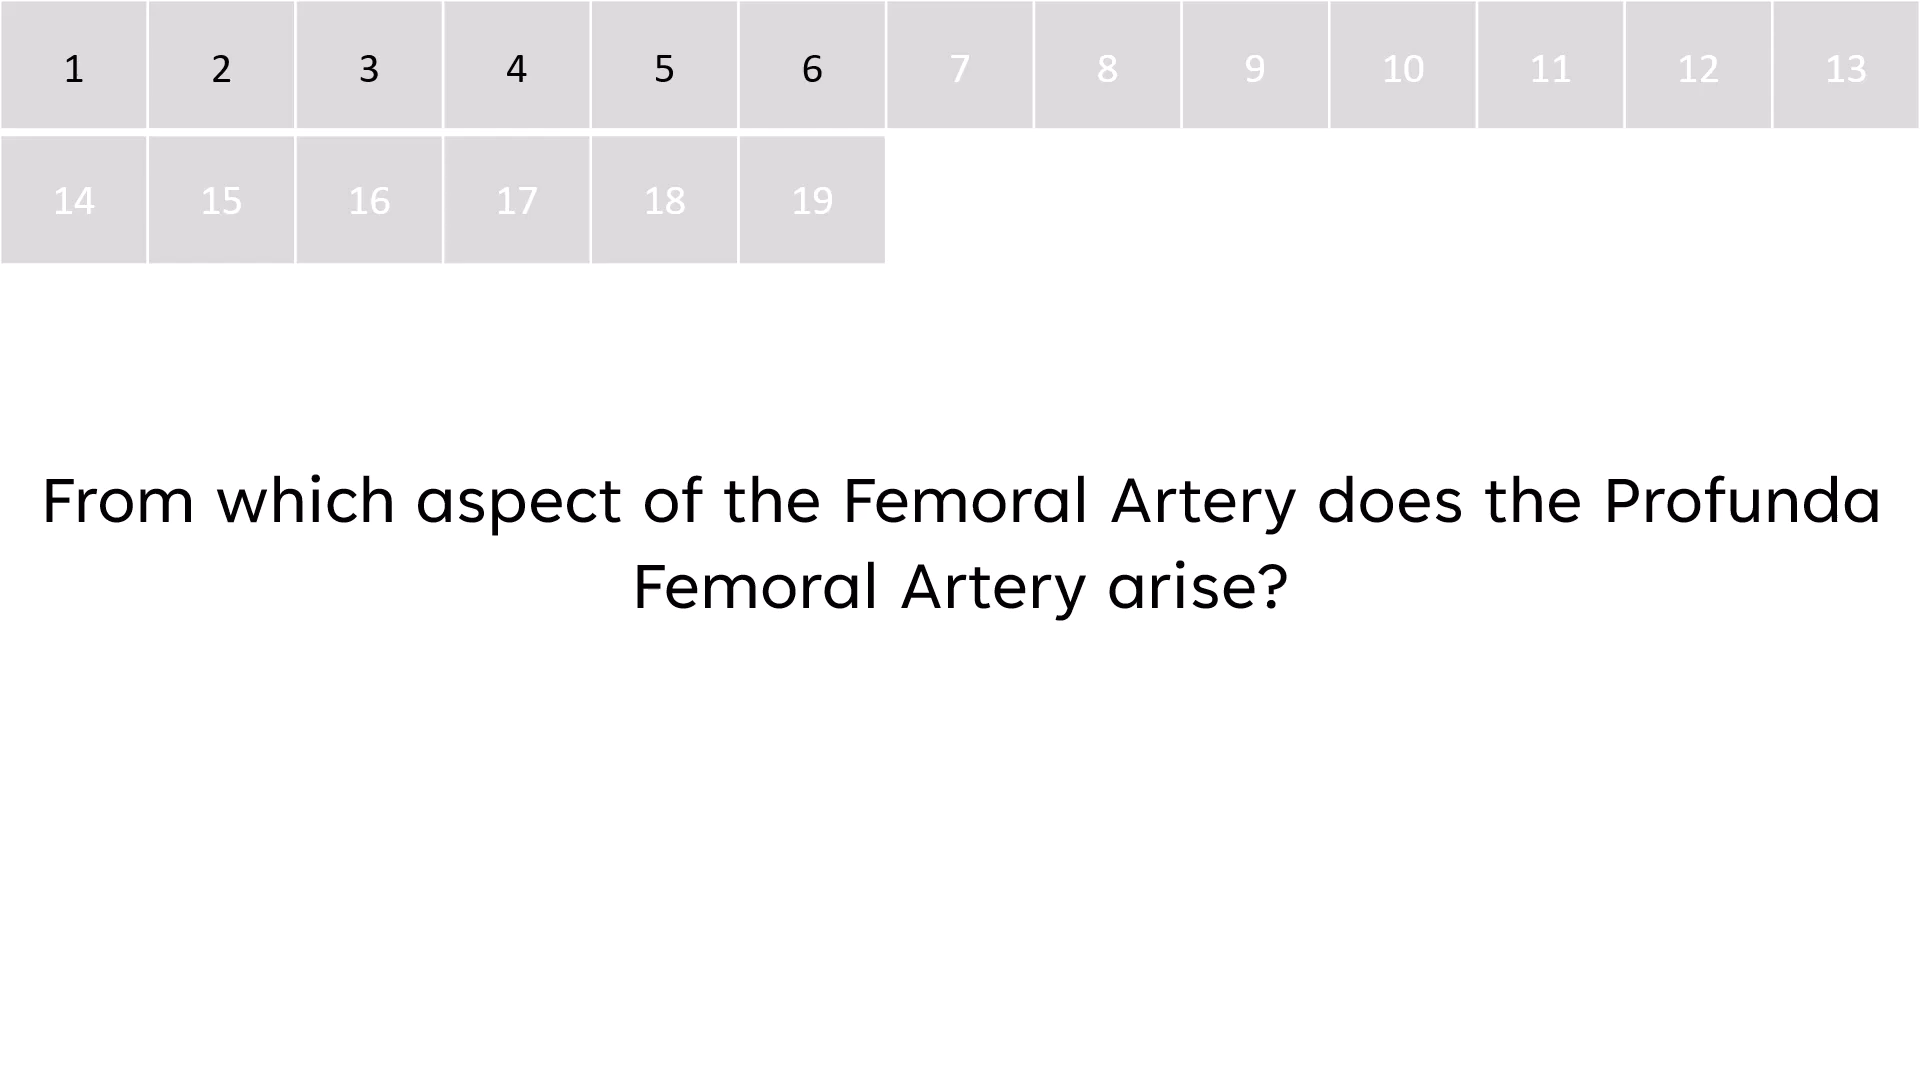 1 2 3 4 5 6 7 8 9 10 11 12 13
14 15 16 17 18 19
From which aspect of the Femoral Artery does the Profunda
Femoral Artery arise?